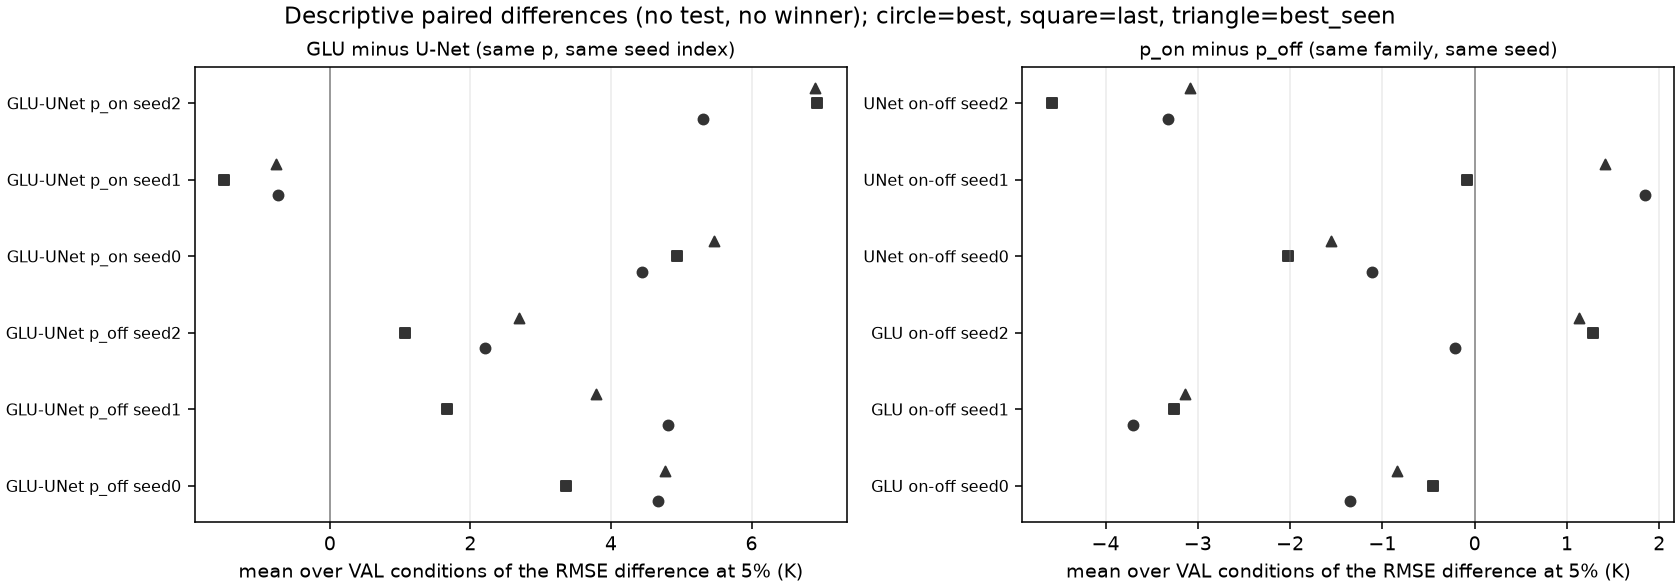 Descriptive paired differences (no test, no winner); circle=best, square=last, triangle=best_seen
GLU minus U-Net (same p, same seed index)
GLU-UNet p_on seed2
GLU-UNet p_on seed1
GLU-UNet p_on seed0
GLU-UNet p_off seed2
GLU-UNet p_off seed1
GLU-UNet p_off seed0
0 2 4 6
mean over VAL conditions of the RMSE difference at 5% (K)
p_on minus p_off (same family, same seed)
UNet on-off seed2
UNet on-off seed1
UNet on-off seed0
GLU on-off seed2
GLU on-off seed1
GLU on-off seed0
−4 −3 −2 −1 0 1 2
mean over VAL conditions of the RMSE difference at 5% (K)